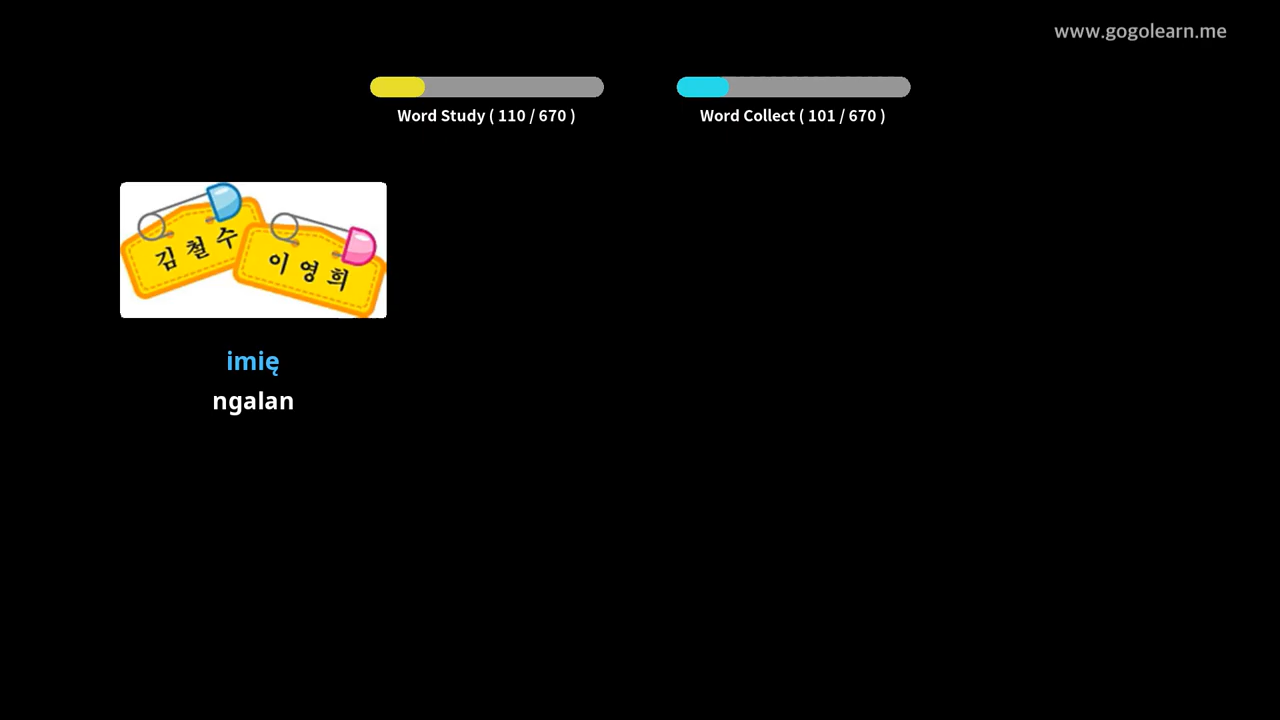 www.gogolearn.me
Word Study ( 110 / 670 )
Word Collect ( 101 / 670 )
김철수
이영희
imię
ngalan